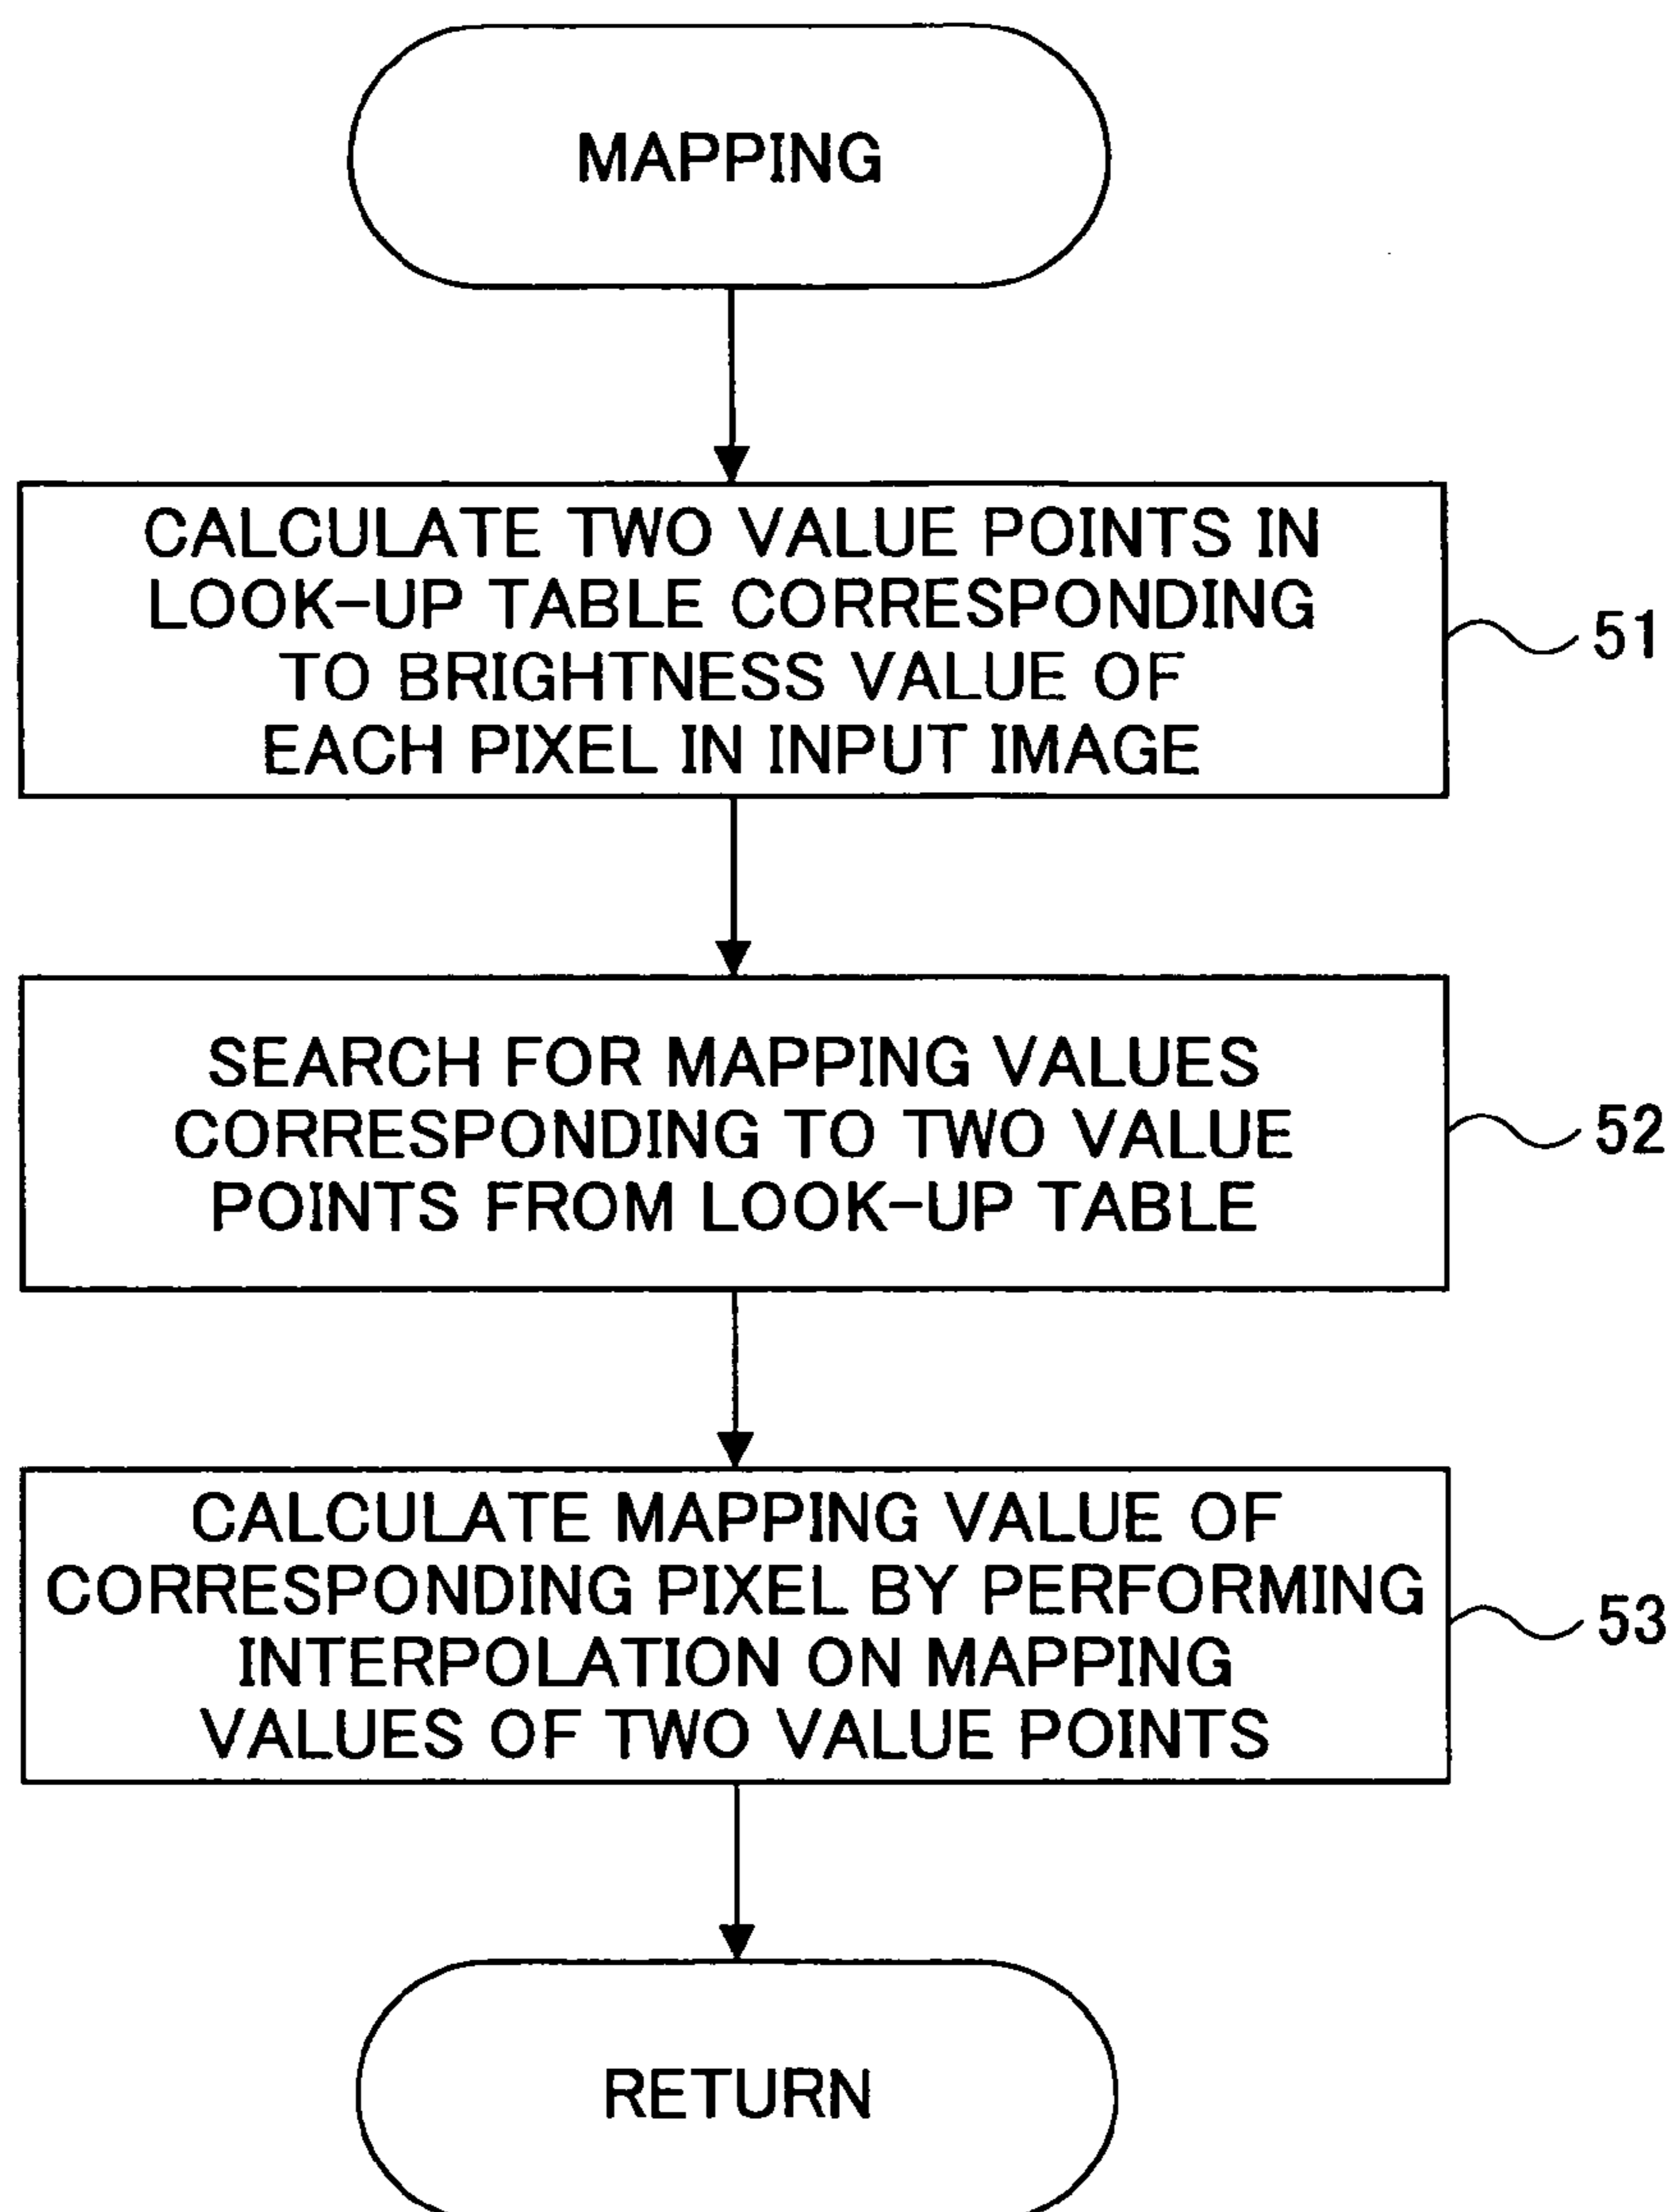 MAPPING
CALCULATE TWO VALUE POINTS IN
LOOK-UP TABLE CORRESPONDING
TO BRIGHTNESS VALUE OF
EACH PIXEL IN INPUT IMAGE
51
SEARCH FOR MAPPING VALUES
CORRESPONDING TO TWO VALUE
POINTS FROM LOOK-UP TABLE
52
CALCULATE MAPPING VALUE OF
CORRESPONDING PIXEL BY PERFORMING
INTERPOLATION ON MAPPING
VALUES OF TWO VALUE POINTS
53
RETURN